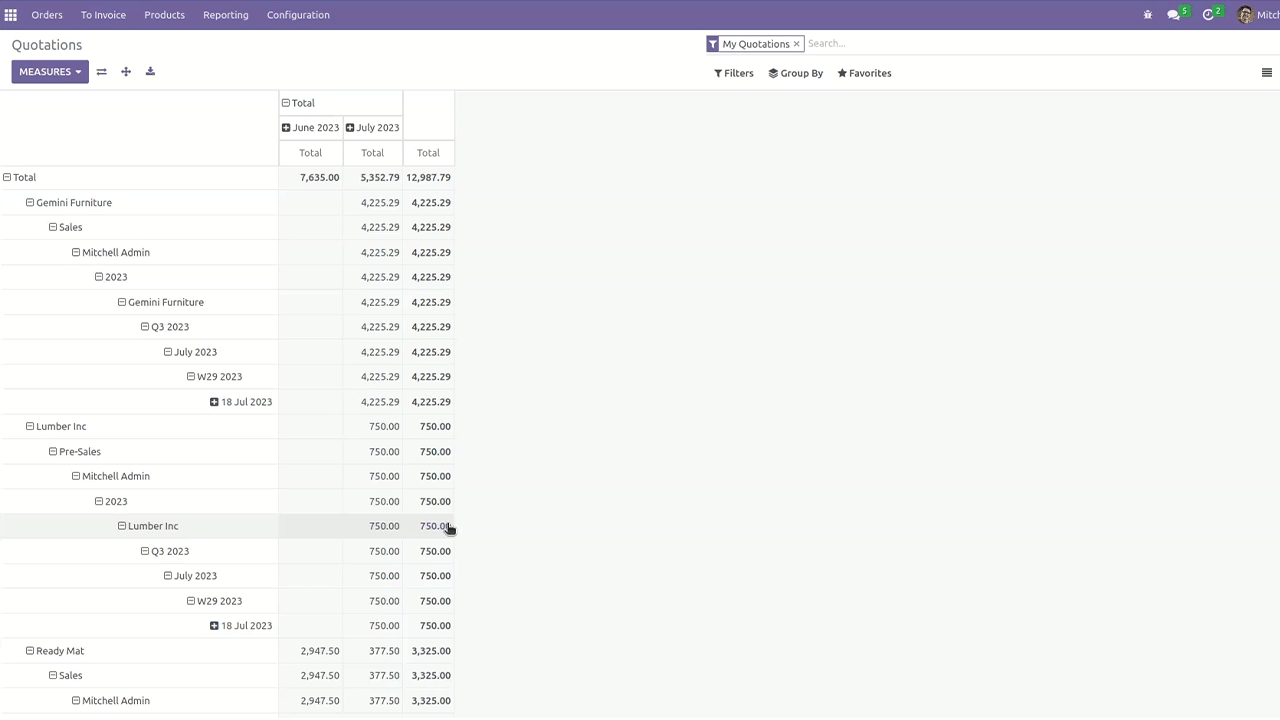 Orders To Invoice Products Reporting Configuration 5 2 Mitch
Quotations My Quotations × Search...
MEASURES Filters Group By Favorites
Total
June 2023 July 2023
Total Total Total
Total 7,635.00 5,352.79 12,987.79
Gemini Furniture 4,225.29 4,225.29
Sales 4,225.29 4,225.29
Mitchell Admin 4,225.29 4,225.29
2023 4,225.29 4,225.29
Gemini Furniture 4,225.29 4,225.29
Q3 2023 4,225.29 4,225.29
July 2023 4,225.29 4,225.29
W29 2023 4,225.29 4,225.29
18 Jul 2023 4,225.29 4,225.29
Lumber Inc 750.00 750.00
Pre-Sales 750.00 750.00
Mitchell Admin 750.00 750.00
2023 750.00 750.00
Lumber Inc 750.00 750.00
Q3 2023 750.00 750.00
July 2023 750.00 750.00
W29 2023 750.00 750.00
18 Jul 2023 750.00 750.00
Ready Mat 2,947.50 377.50 3,325.00
Sales 2,947.50 377.50 3,325.00
Mitchell Admin 2,947.50 377.50 3,325.00